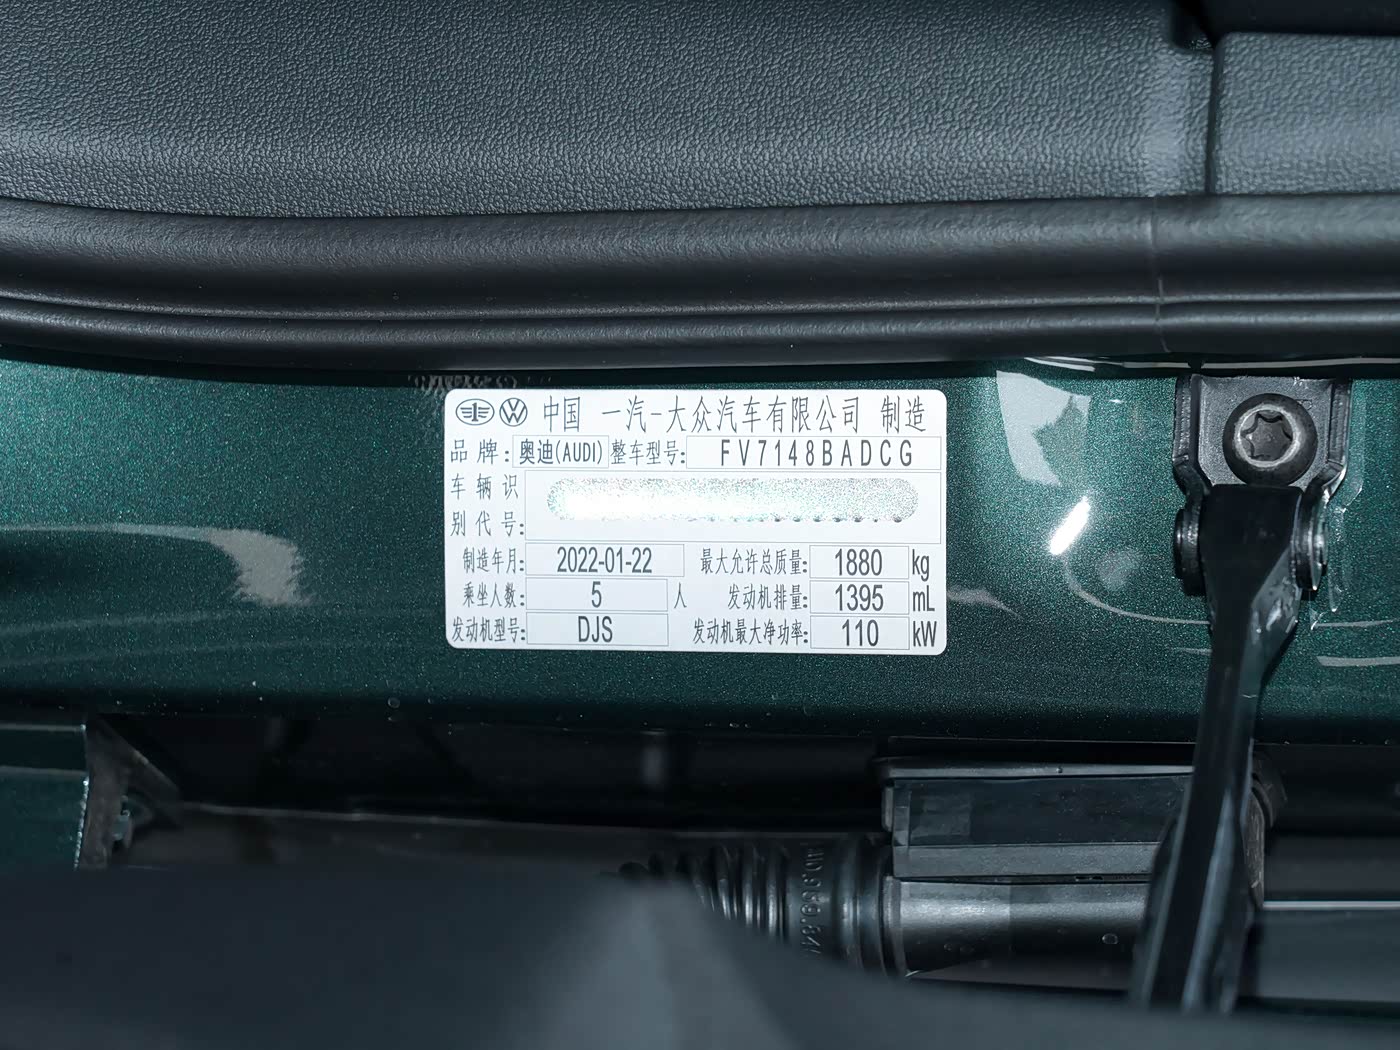 中国 一汽-大众汽车有限公司 制造
品牌: 奥迪(AUDI) 整车型号: FV7148BADCG
车辆识
别代号:
制造年月: 2022-01-22 最大允许总质量: 1880 kg
乘坐人数: 5 人 发动机排量: 1395 mL
发动机型号: DJS 发动机最大净功率: 110 kW